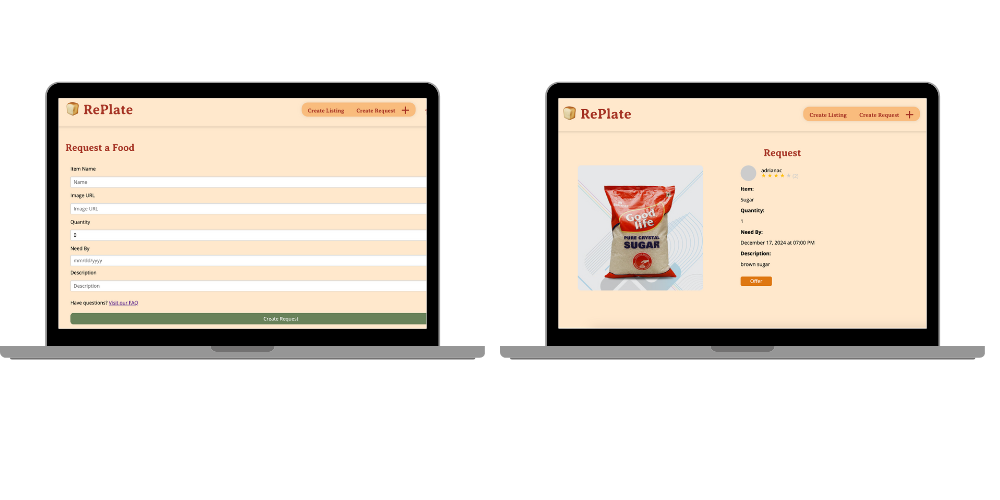 RePlate
Create Listing Create Request +
Request a Food
Item Name
Name
Image URL
Image URL
Quantity
Need By
mm/dd/yyyy
Description
Description
Have questions? Visit our FAQ
Create Request
RePlate
Create Listing Create Request +
Request
adrianac
Item:
Sugar
Quantity:
1
Need By:
December 17, 2024 at 07:00 PM
Description:
brown sugar
Offer
Good
life
PURE CRYSTAL
SUGAR